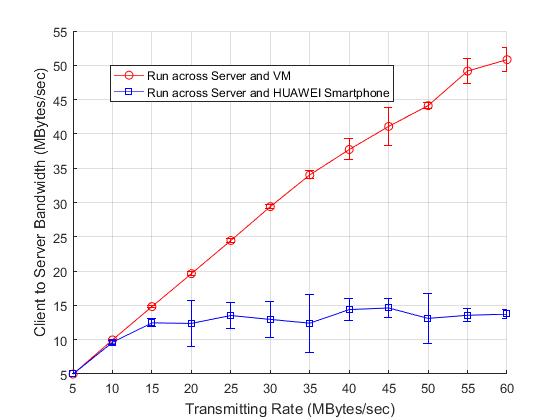 55
50
45
40
35
30
25
20
15
10
5
Client to Server Bandwidth (MBytes/sec)
Run across Server and VM
Run across Server and HUAWEI Smartphone
5 10 15 20 25 30 35 40 45 50 55 60
Transmitting Rate (MBytes/sec)